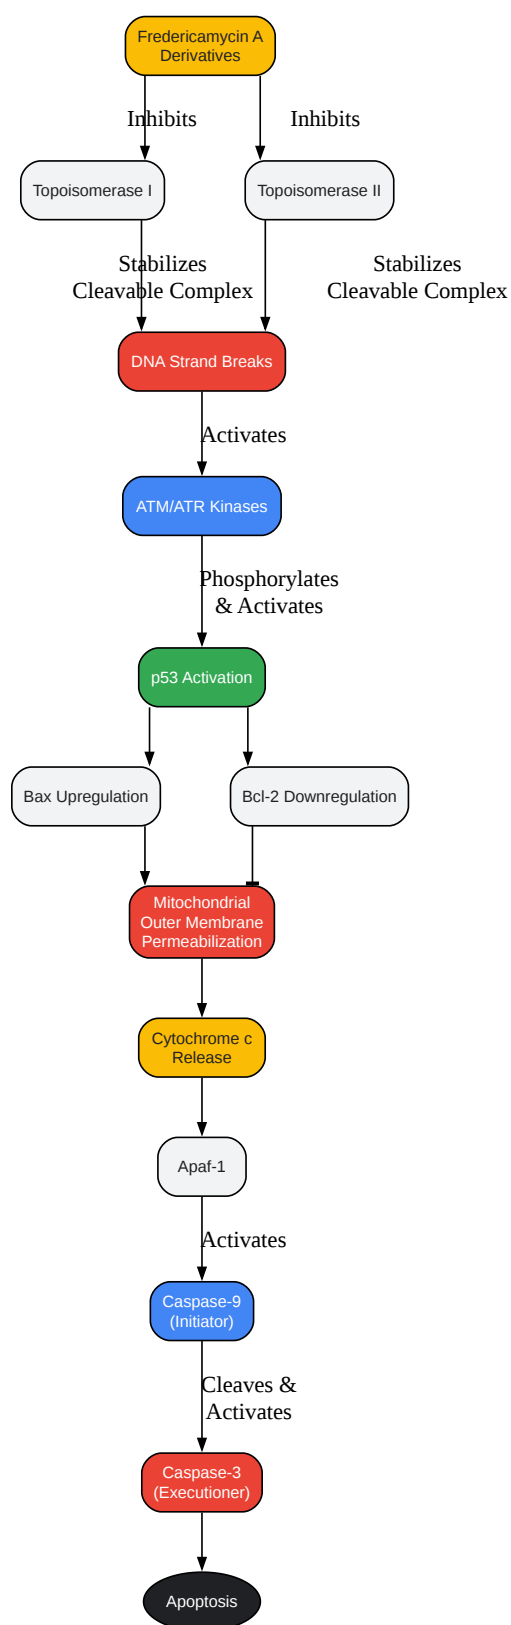 Fredericamycin A
Derivatives
Inhibits
Inhibits
Topoisomerase I
Topoisomerase II
Stabilizes
Cleavable Complex
Stabilizes
Cleavable Complex
DNA Strand Breaks
Activates
ATM/ATR Kinases
Phosphorylates
& Activates
p53 Activation
Bax Upregulation
Bcl-2 Downregulation
Mitochondrial
Outer Membrane
Permeabilization
Cytochrome c
Release
Apaf-1
Activates
Caspase-9
(Initiator)
Cleaves &
Activates
Caspase-3
(Executioner)
Apoptosis